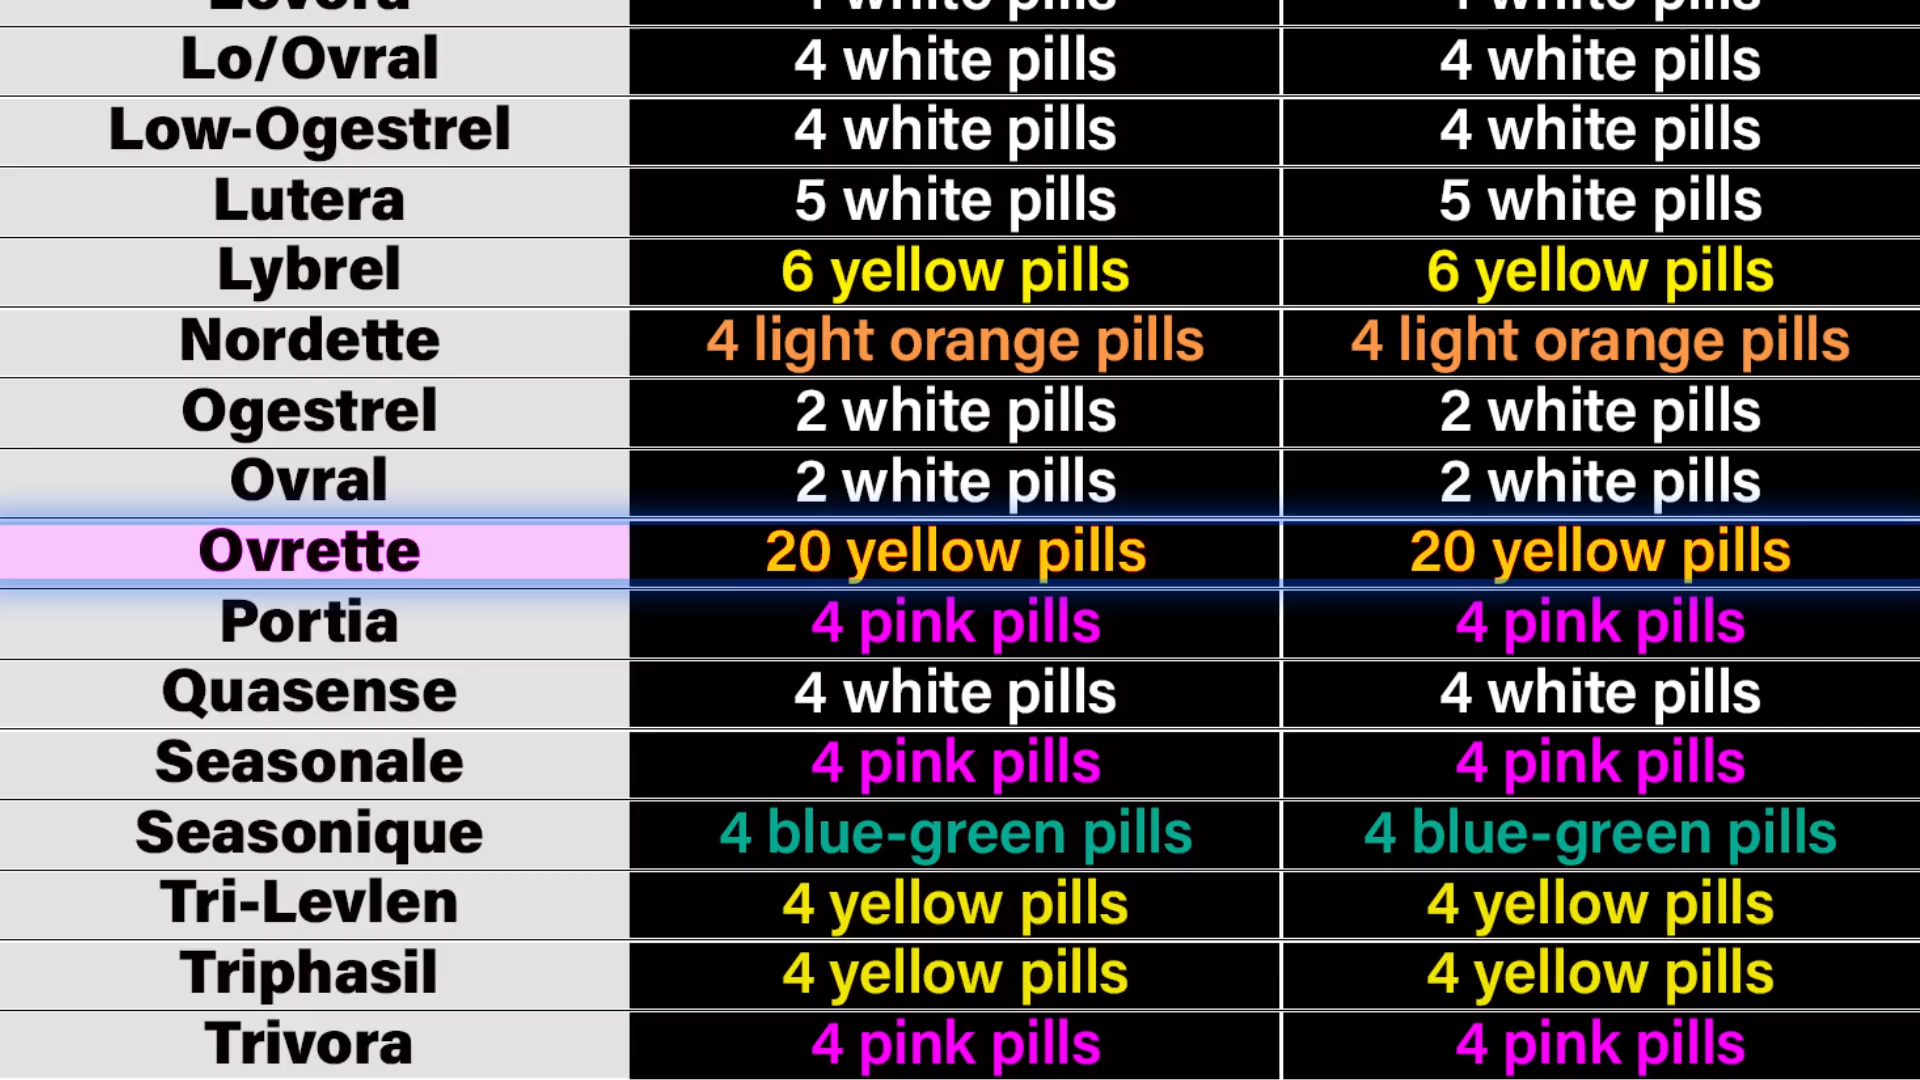 Lo/Ovral 4 white pills 4 white pills
Low-Ogestrel 4 white pills 4 white pills
Lutera 5 white pills 5 white pills
Lybrel 6 yellow pills 6 yellow pills
Nordette 4 light orange pills 4 light orange pills
Ogestrel 2 white pills 2 white pills
Ovral 2 white pills 2 white pills
Ovrette 20 yellow pills 20 yellow pills
Portia 4 pink pills 4 pink pills
Quasense 4 white pills 4 white pills
Seasonale 4 pink pills 4 pink pills
Seasonique 4 blue-green pills 4 blue-green pills
Tri-Levlen 4 yellow pills 4 yellow pills
Triphasil 4 yellow pills 4 yellow pills
Trivora 4 pink pills 4 pink pills